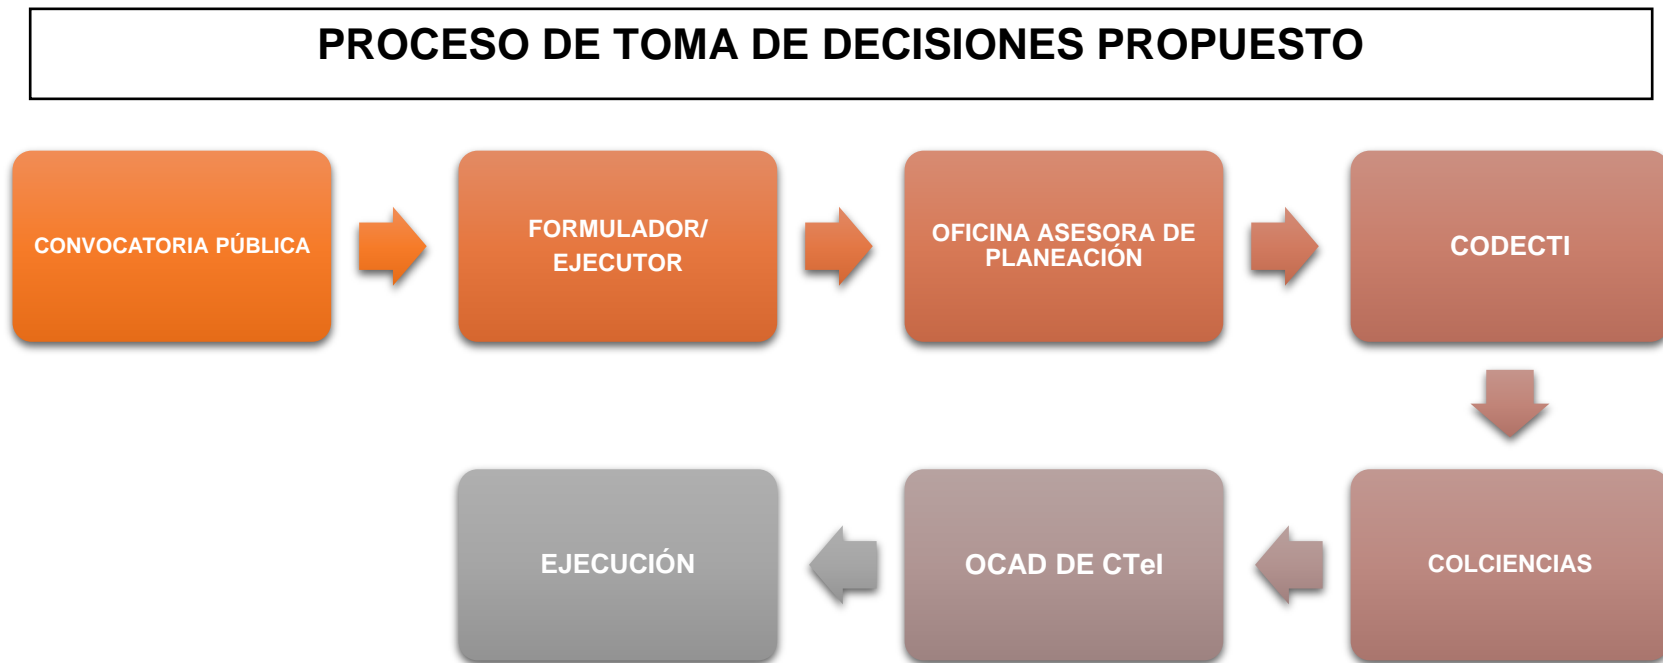 PROCESO DE TOMA DE DECISIONES PROPUESTO
CONVOCATORIA PÚBLICA
FORMULADOR/
EJECUTOR
OFICINA ASESORA DE
PLANEACIÓN
CODECTI
COLCIENCIAS
OCAD DE CTeI
EJECUCIÓN